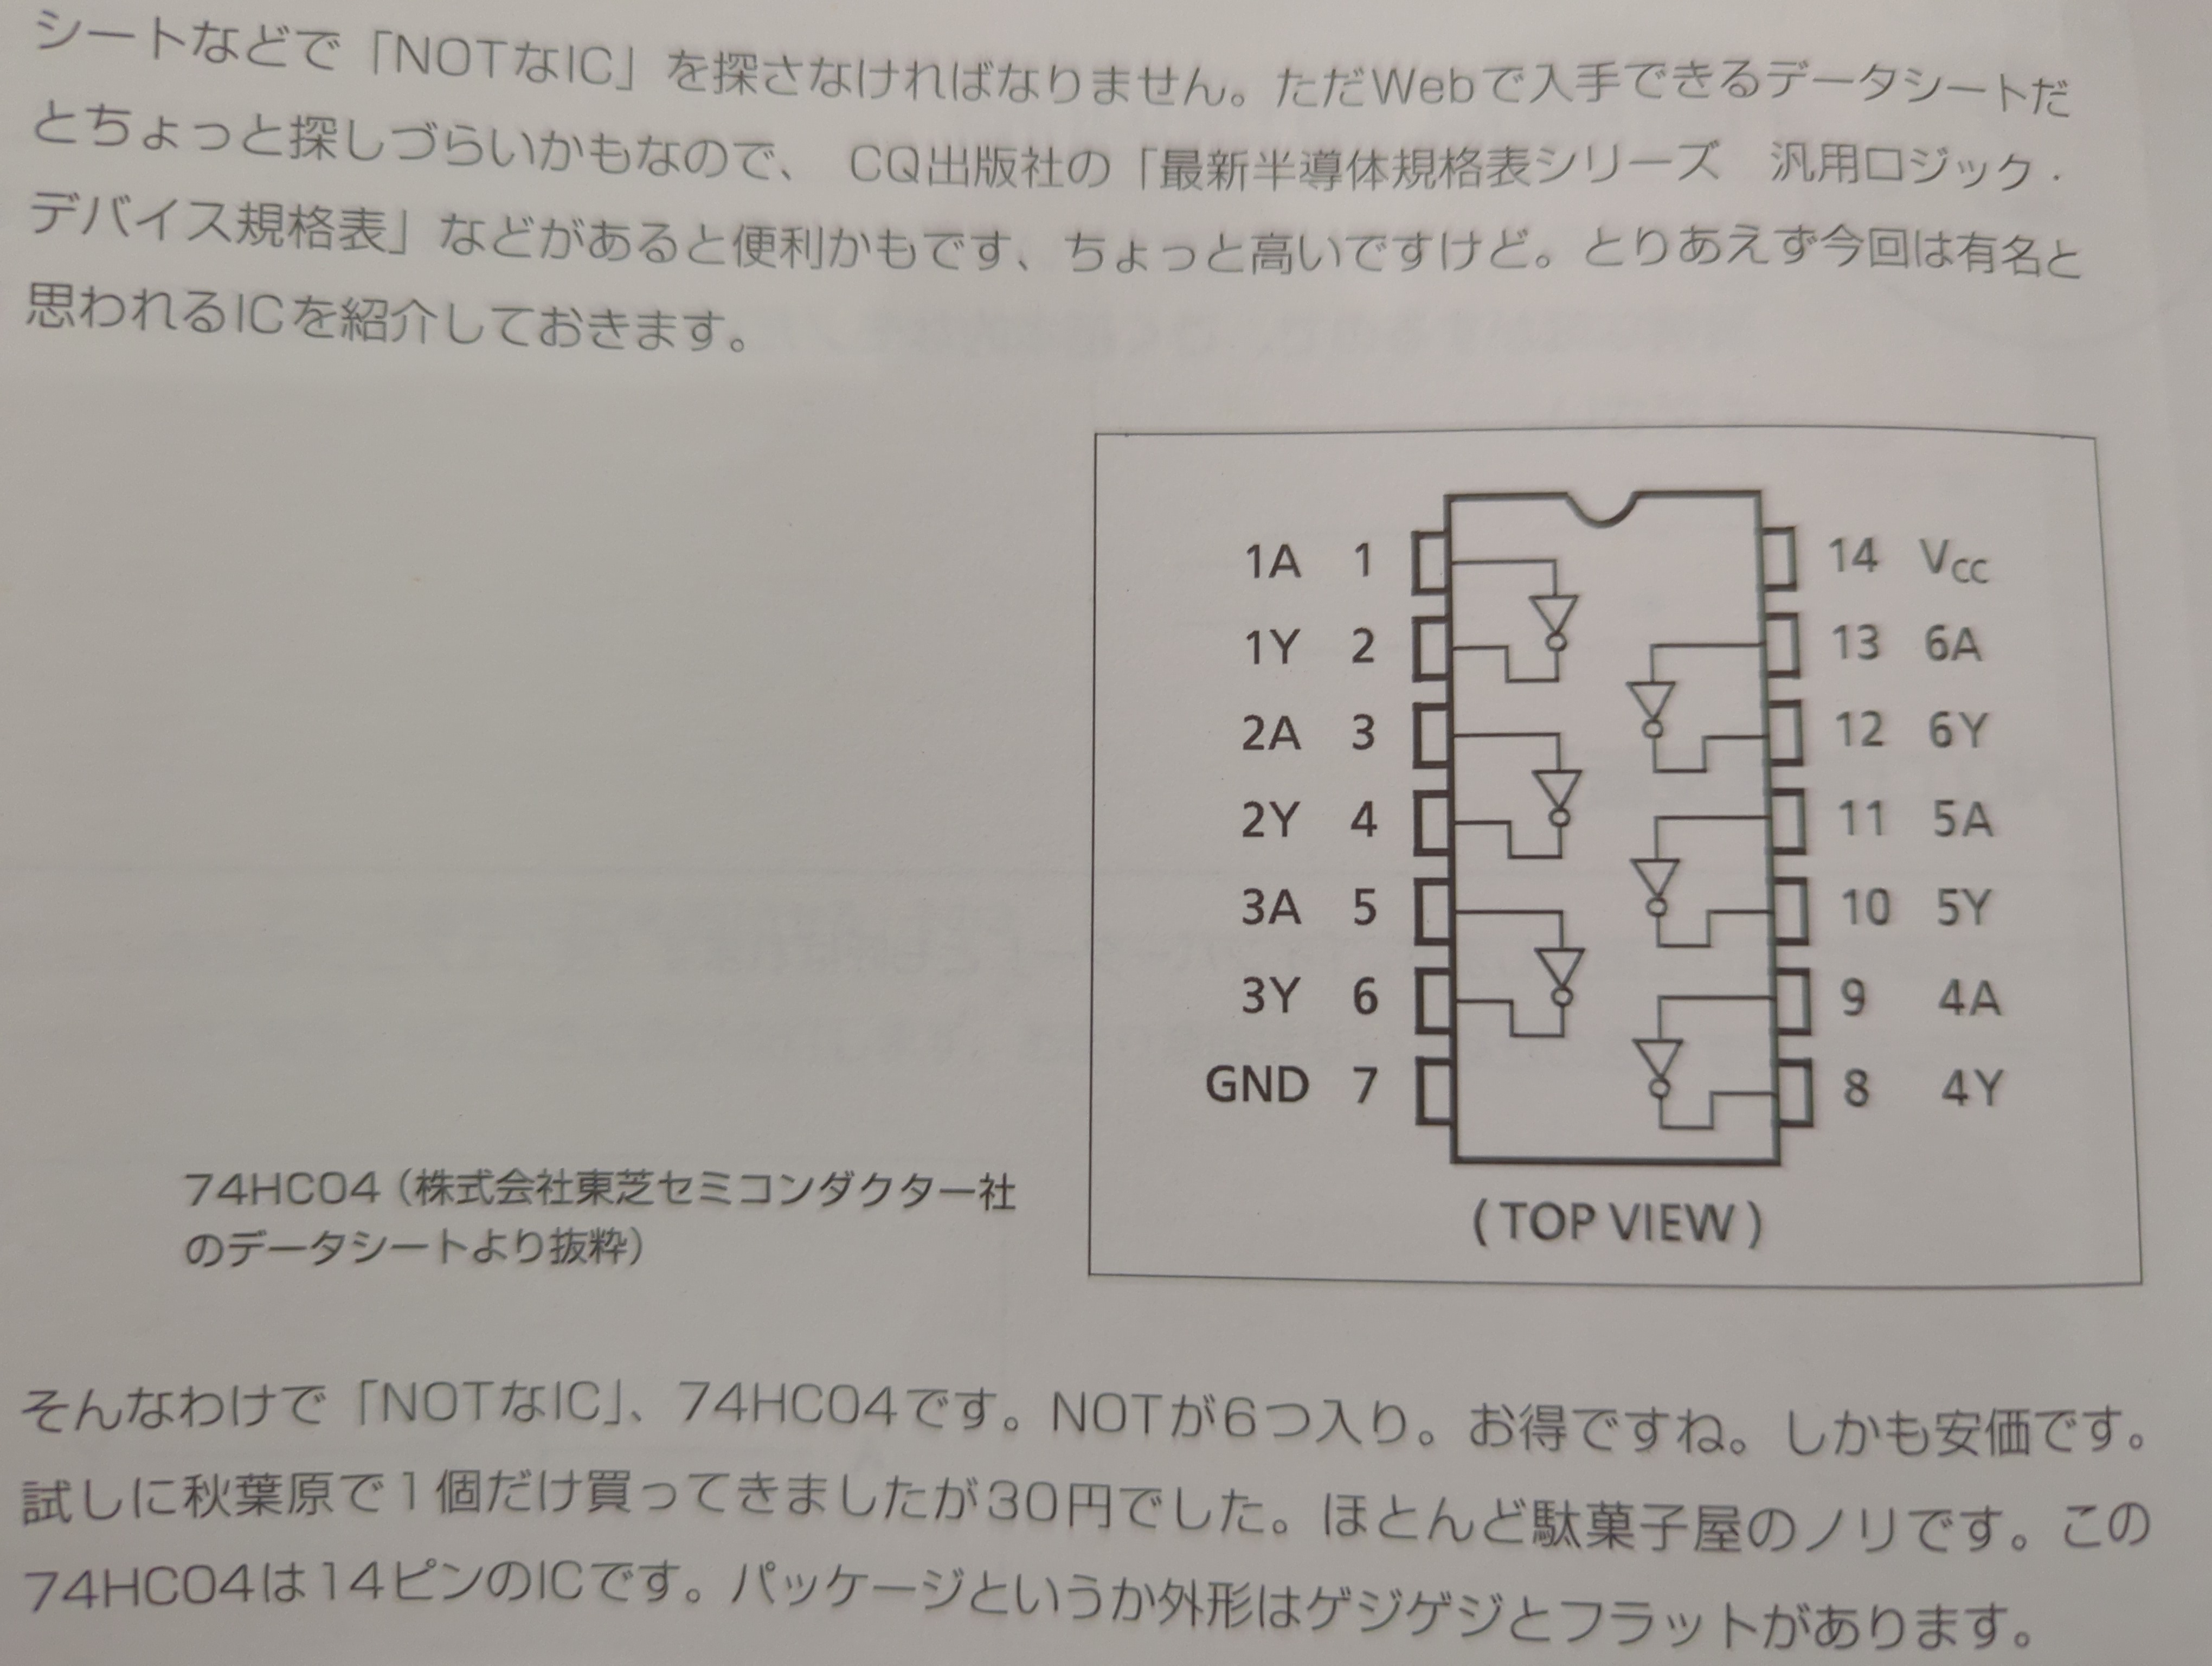 シートなどで「NOTなIC」を探さなければなりません。ただWebで入手できるデータシートだ
とちょっと探しづらいかもなので、 CQ出版社の「最新半導体規格表シリーズ　汎用ロジック・
デバイス規格表」などがあると便利かもです、ちょっと高いですけど。とりあえず今回は有名と
思われるICを紹介しておきます。
1A 1 14 VCC
1Y 2 13 6A
2A 3 12 6Y
2Y 4 11 5A
3A 5 10 5Y
3Y 6 9 4A
GND 7 8 4Y
(TOP VIEW)
74HC04（株式会社東芝セミコンダクター社
のデータシートより抜粋）
そんなわけで「NOTなIC」、74HC04です。NOTが6つ入り。お得ですね。しかも安価です。
試しに秋葉原で1個だけ買ってきましたが30円でした。ほとんど駄菓子屋のノリです。この
74HC04は14ピンのICです。パッケージというか外形はゲジゲジとフラットがあります。